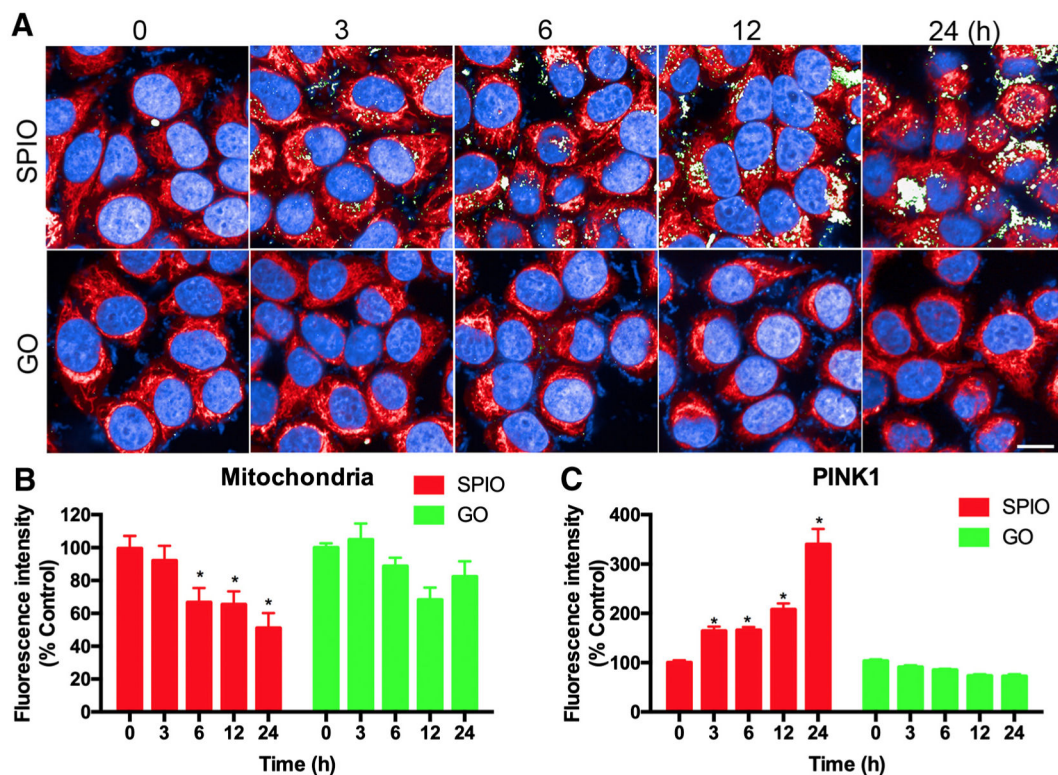 A
0 3 6 12 24 (h)
SPIO
GO
B
Mitochondria
SPIO
GO
Fluorescence intensity
(% Control)
120
100
80
60
40
20
0
* * *
0 3 6 12 24 0 3 6 12 24
Time (h)
C
PINK1
SPIO
GO
Fluorescence intensity
(% Control)
400
300
200
100
0
* * * *
0 3 6 12 24 0 3 6 12 24
Time (h)